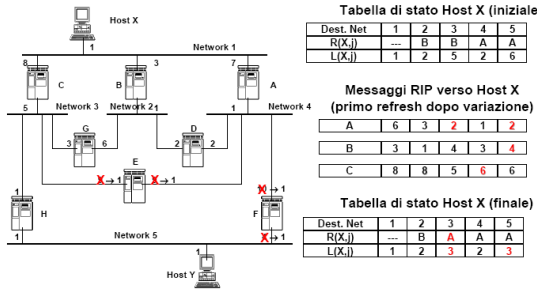 Host X
1
Network 1
8
3
7
C
B
A
5
1
1
Network 3
Network 2
Network 4
G
D
3
6
2
2
E
X → 1
X → 1
X → 1
1
H
F
1
X → 1
Network 5
1
Host Y
Tabella di stato Host X (iniziale
Dest. Net 1 2 3 4 5
R(X,j) --- B B A A
L(X,j) 1 2 5 2 6
Messaggi RIP verso Host X
(primo refresh dopo variazione)
A 6 3 2 1 2
B 3 1 4 3 4
C 8 8 5 6 6
Tabella di stato Host X (finale)
Dest. Net 1 2 3 4 5
R(X,j) --- B A A A
L(X,j) 1 2 3 2 3